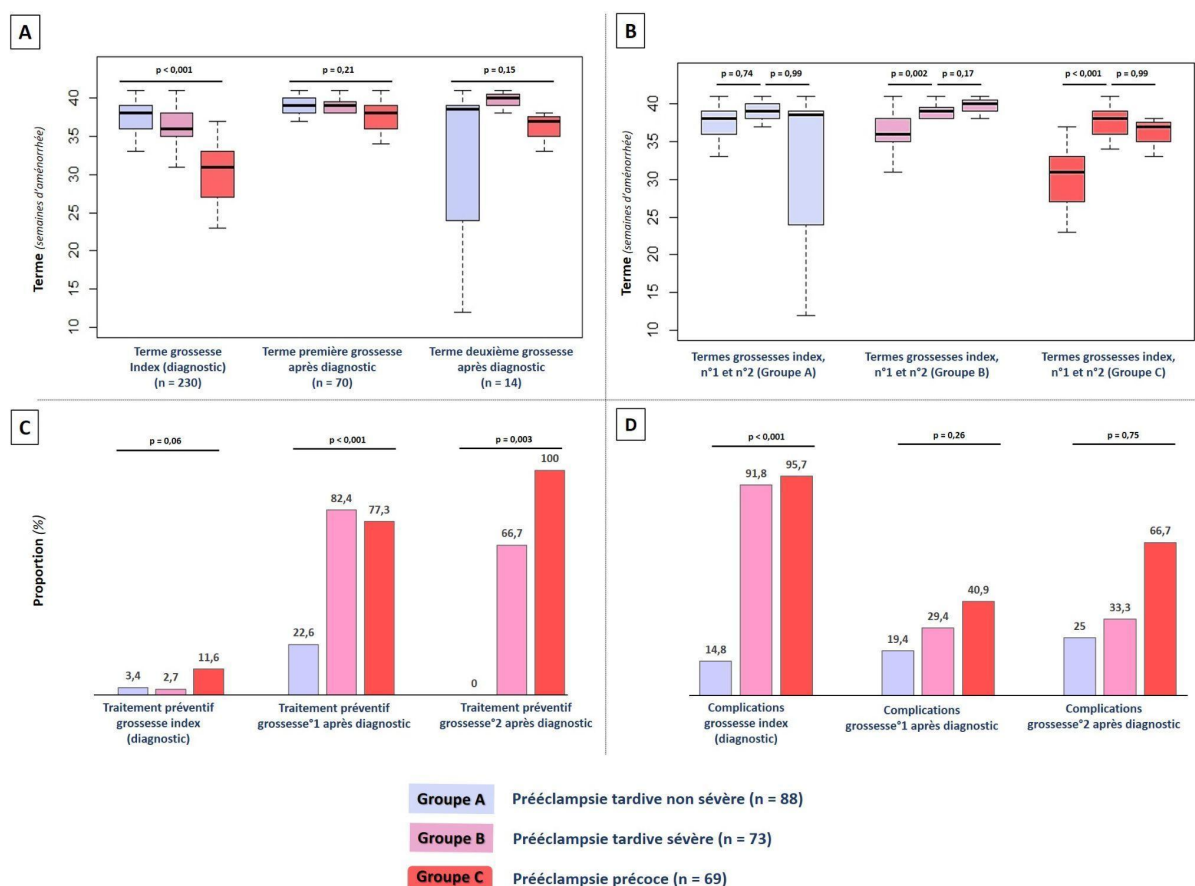 A
p < 0,001
p = 0,21
p = 0,15
Terme (semaines d'aménorrhée)
40
35
30
25
20
15
10
Terme grossesse
Index (diagnostic)
(n = 230)
Terme première grossesse
après diagnostic
(n = 70)
Terme deuxième grossesse
après diagnostic
(n = 14)
B
p = 0,74
p = 0,99
p = 0,002
p = 0,17
p <0,001
p = 0,99
Terme (semaines d'aménorrhée)
40
35
30
25
20
15
10
Termes grossesses index,
n°1 et n°2 (Groupe A)
Termes grossesses index,
n°1 et n°2 (Groupe B)
Termes grossesses index,
n°1 et n°2 (Groupe C)
C
p = 0,06
p < 0,001
p = 0,003
Proportion (%)
3,4
2,7
11,6
22,6
82,4
77,3
0
66,7
100
Traitement préventif
grossesse index
(diagnostic)
Traitement préventif
grossesse°1 après diagnostic
Traitement préventif
grossesse°2 après diagnostic
D
p < 0,001
p = 0,26
p = 0,75
14,8
91,8
95,7
19,4
29,4
40,9
25
33,3
66,7
Complications
grossesse index
(diagnostic)
Complications
grossesse°1 après diagnostic
Complications
grossesse°2 après diagnostic
Groupe A Prééclampsie tardive non sévère (n = 88)
Groupe B Prééclampsie tardive sévère (n = 73)
Groupe C Prééclampsie précoce (n = 69)